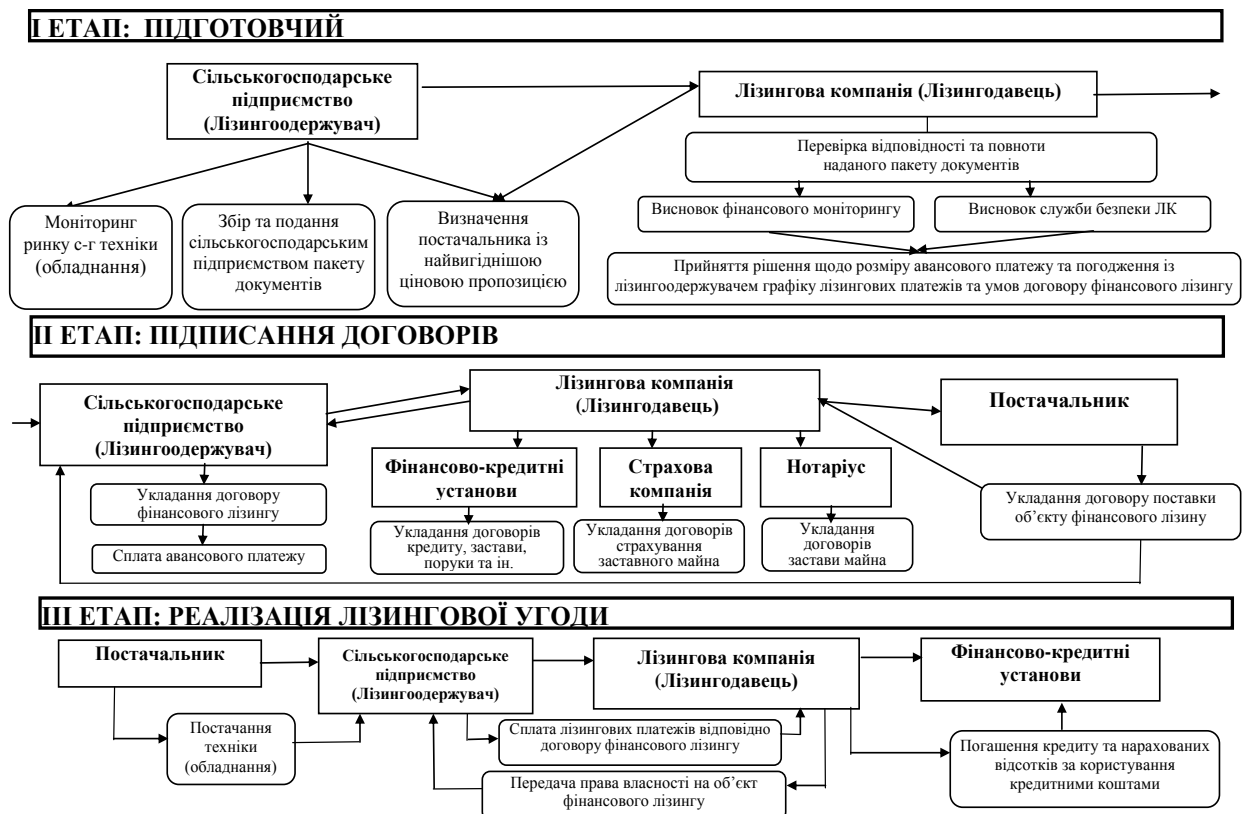 І ЕТАП: ПІДГОТОВЧИЙ
Сільськогосподарське
підприємство
(Лізингоодержувач)
Лізингова компанія (Лізингодавець)
Перевірка відповідності та повноти
наданого пакету документів
Моніторинг
ринку с-г техніки
(обладнання)
Збір та подання
сільськогосподарським
підприємством пакету
документів
Визначення
постачальника із
найвигіднішою
ціновою пропозицією
Висновок фінансового моніторингу
Висновок служби безпеки ЛК
Прийняття рішення щодо розміру авансового платежу та погодження із
лізингоодержувачем графіку лізингових платежів та умов договору фінансового лізингу
ІІ ЕТАП: ПІДПИСАННЯ ДОГОВОРІВ
Сільськогосподарське
підприємство
(Лізингоодержувач)
Лізингова компанія
(Лізингодавець)
Постачальник
Фінансово-кредитні
установи
Страхова
компанія
Нотаріус
Укладання договору
фінансового лізингу
Сплата авансового платежу
Укладання договорів
кредиту, застави,
поруки та ін.
Укладання договорів
страхування
заставного майна
Укладання
договорів
застави майна
Укладання договору поставки
об’єкту фінансового лізину
ІІІ ЕТАП: РЕАЛІЗАЦІЯ ЛІЗИНГОВОЇ УГОДИ
Постачальник
Сільськогосподарське
підприємство
(Лізингоодержувач)
Лізингова компанія
(Лізингодавець)
Фінансово-кредитні
установи
Постачання
техніки
(обладнання)
Сплата лізингових платежів відповідно
договору фінансового лізингу
Передача права власності на об’єкт
фінансового лізингу
Погашення кредиту та нарахованих
відсотків за користування
кредитними коштами